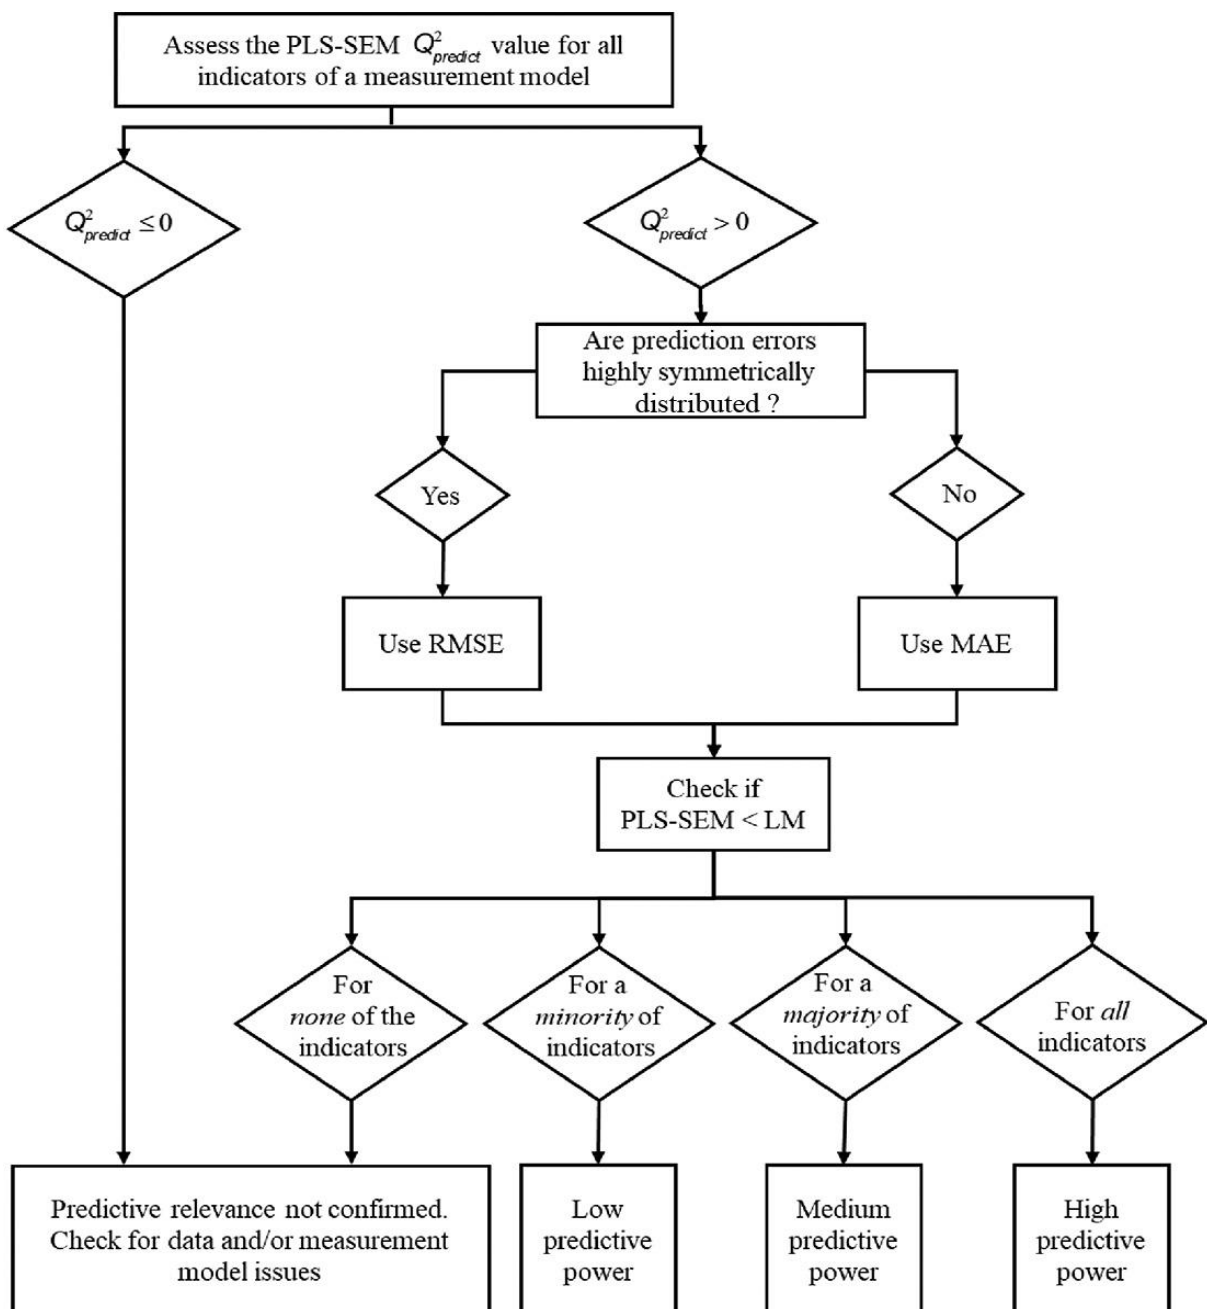 Assess the PLS-SEM Q²predict value for all
indicators of a measurement model
Q²predict ≤ 0
Q²predict > 0
Are prediction errors
highly symmetrically
distributed ?
Yes
No
Use RMSE
Use MAE
Check if
PLS-SEM < LM
For
none of the
indicators
For a
minority of
indicators
For a
majority of
indicators
For all
indicators
Predictive relevance not confirmed.
Check for data and/or measurement
model issues
Low
predictive
power
Medium
predictive
power
High
predictive
power